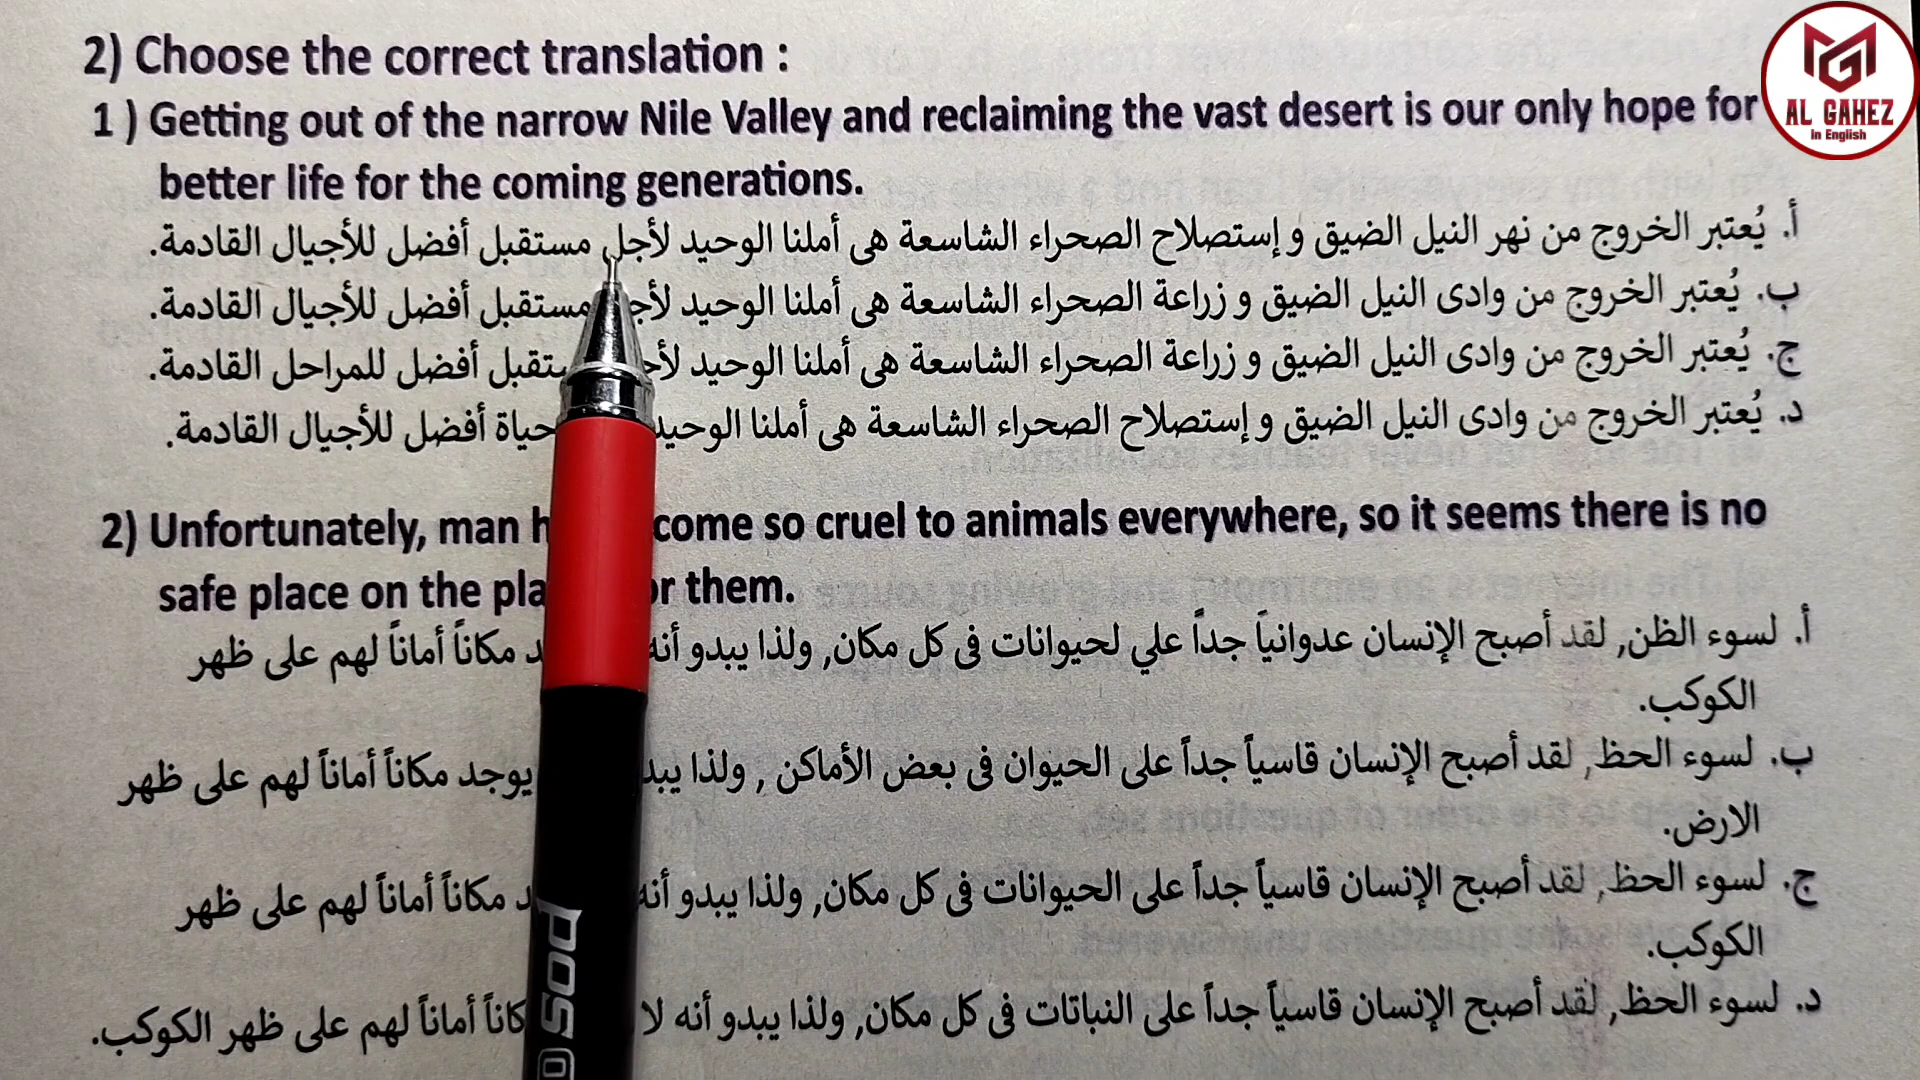 2) Choose the correct translation :
AL GAHEZ
in English
1 ) Getting out of the narrow Nile Valley and reclaiming the vast desert is our only hope for
better life for the coming generations.
أ. يُعتبر الخروج من نهر النيل الضيق و إستصلاح الصحراء الشاسعة هى أملنا الوحيد لأجل مستقبل أفضل للأجيال القادمة.
ب. يُعتبر الخروج من وادى النيل الضيق و زراعة الصحراء الشاسعة هى أملنا الوحيد مستقبل أفضل للأجيال القادمة.
ج. يُعتبر الخروج من وادى النيل الضيق و زراعة الصحراء الشاسعة هى أملنا الوحيد أفضل للمراحل القادمة.
د. يُعتبر الخروج من وادى النيل الضيق و إستصلاح الصحراء الشاسعة هى أملنا الوحيد حياة أفضل للأجيال القادمة.
2) Unfortunately, man come so cruel to animals everywhere, so it seems there is no
safe place on the them.
أ. لسوء الظن, لقد أصبح الإنسان عدوانياَ جداً علي لحيوانات فى كل مكان, ولذا يبدو أنه مكاناً أماناً لهم على ظهر
الكوكب.
ب. لسوء الحظ, لقد أصبح الإنسان قاسياً جداً على الحيوان فى بعض الأماكن , ولذا يوجد مكاناً أماناً لهم على ظهر
الارض.
ج. لسوء الحظ, لقد أصبح الإنسان قاسياً جداً على الحيوانات فى كل مكان, ولذا يبدو أنه مكاناً أماناً لهم على ظهر
الكوكب.
د. لسوء الحظ, لقد أصبح الإنسان قاسياً جداً على النباتات فى كل مكان, ولذا يبدو أنه لا أماناً لهم على ظهر الكوكب.